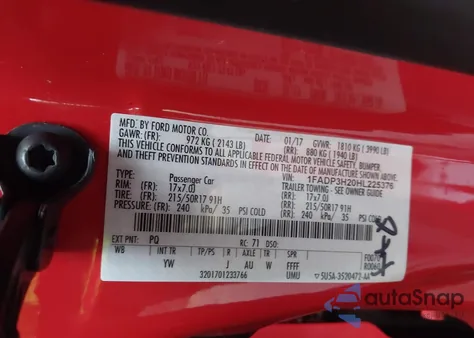 MFD. BY FORD MOTOR CO.
DATE: 01/17 GVWR: 1810 KG (3990 LB)
GAWR: (FR): 972 KG (2143 LB) (RR): 880 KG (1940 LB)
THIS VEHICLE CONFORMS TO ALL APPLICABLE FEDERAL MOTOR VEHICLE SAFETY, BUMPER
AND THEFT PREVENTION STANDARDS IN EFFECT ON THE DATE OF MANUFACTURE SHOWN ABOVE.
VIN: 1FADP3H20HL225376
TYPE: Passenger Car TRAILER TOWING - SEE OWNER GUIDE
RIM: (FR): 17x7.0J (RR): 17x7.0J
TIRE: (FR): 215/50R17 91H (RR): 215/50R17 91H
PRESSURE: (FR): 240 kPa/ 35 PSI COLD (RR): 240 kPa/ 35 PSI COLD
EXT PNT: PQ RC: 71 DSO:
WB INT TR TP/PS R AXLE TR SPR
YW J AU W FFFF
3201701233766 UMU 5U5A-3520472-AA
autoSnap